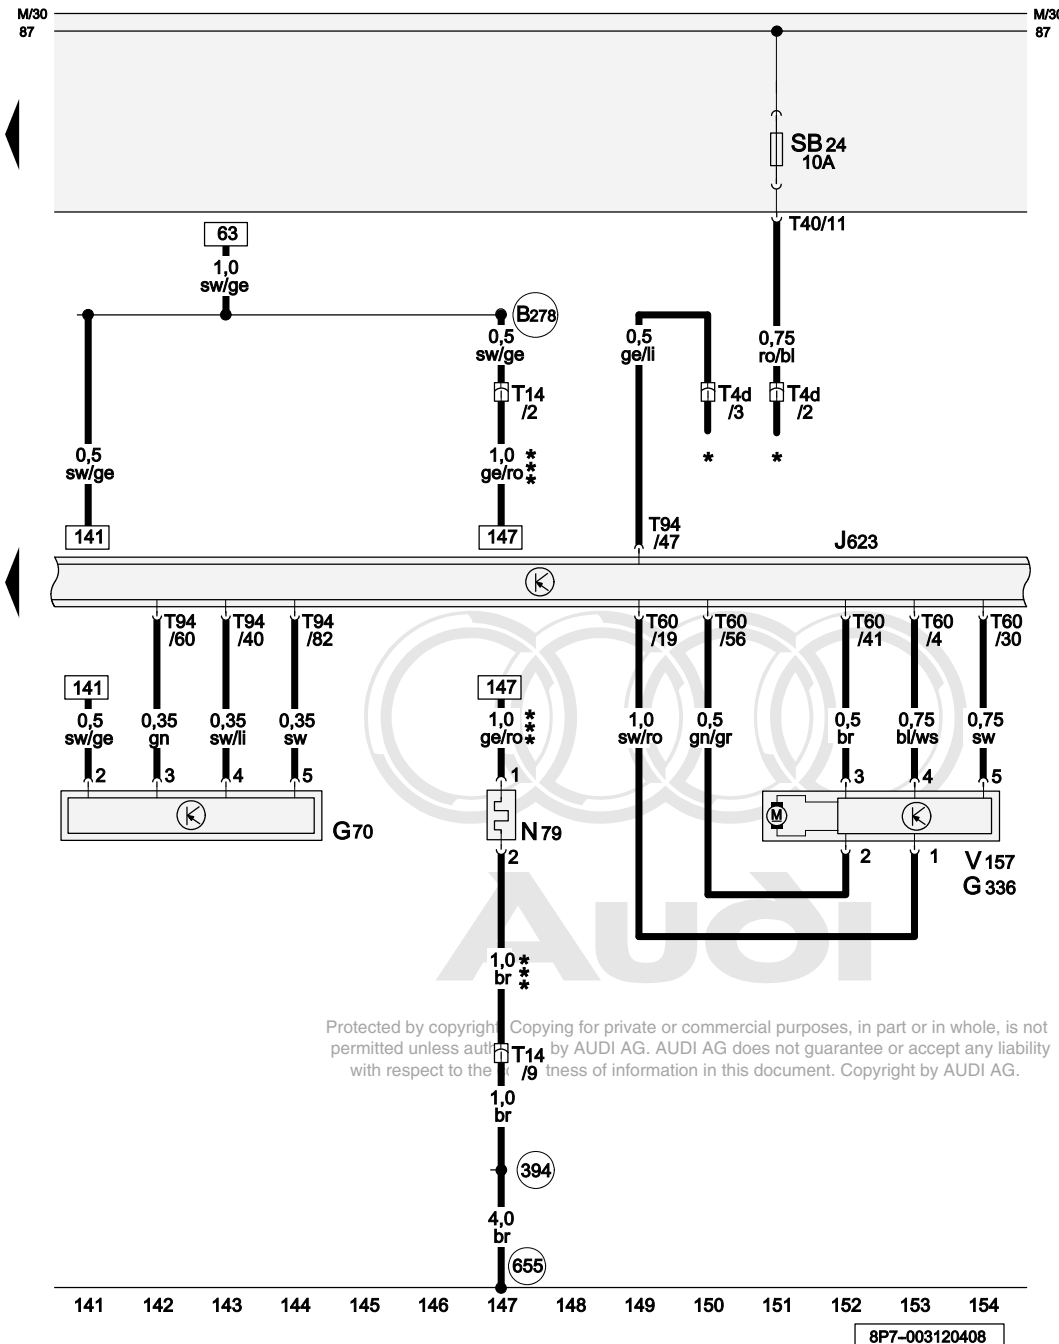 M/30
M/30
87
87
SB 24
10A
T40/11
63
1,0
sw/ge
B278
0,5
sw/ge
0,5
ge/li
0,75
ro/bl
T14
/2
T4d
/3
T4d
/2
0,5
sw/ge
1,0 ***
ge/ro
*
*
141
147
T94
/47
J623
T94
/60
T94
/40
T94
/82
T60
/19
T60
/56
T60
/41
T60
/4
T60
/30
141
147
0,5
sw/ge
0,35
gn
0,35
sw/li
0,35
sw
1,0 ***
ge/ro
1,0
sw/ro
0,5
gn/gr
0,5
br
0,75
bl/ws
0,75
sw
2
3
4
5
1
3
4
5
M
G70
N79
2
2
1
V157
G336
Audi
1,0 ***
br
Protected by copyright. Copying for private or commercial purposes, in part or in whole, is not
permitted unless auth by AUDI AG. AUDI AG does not guarantee or accept any liability
with respect to the tness of information in this document. Copyright by AUDI AG.
T14
/9
1,0
br
394
4,0
br
655
141 142 143 144 145 146 147 148 149 150 151 152 153 154
8P7-003120408